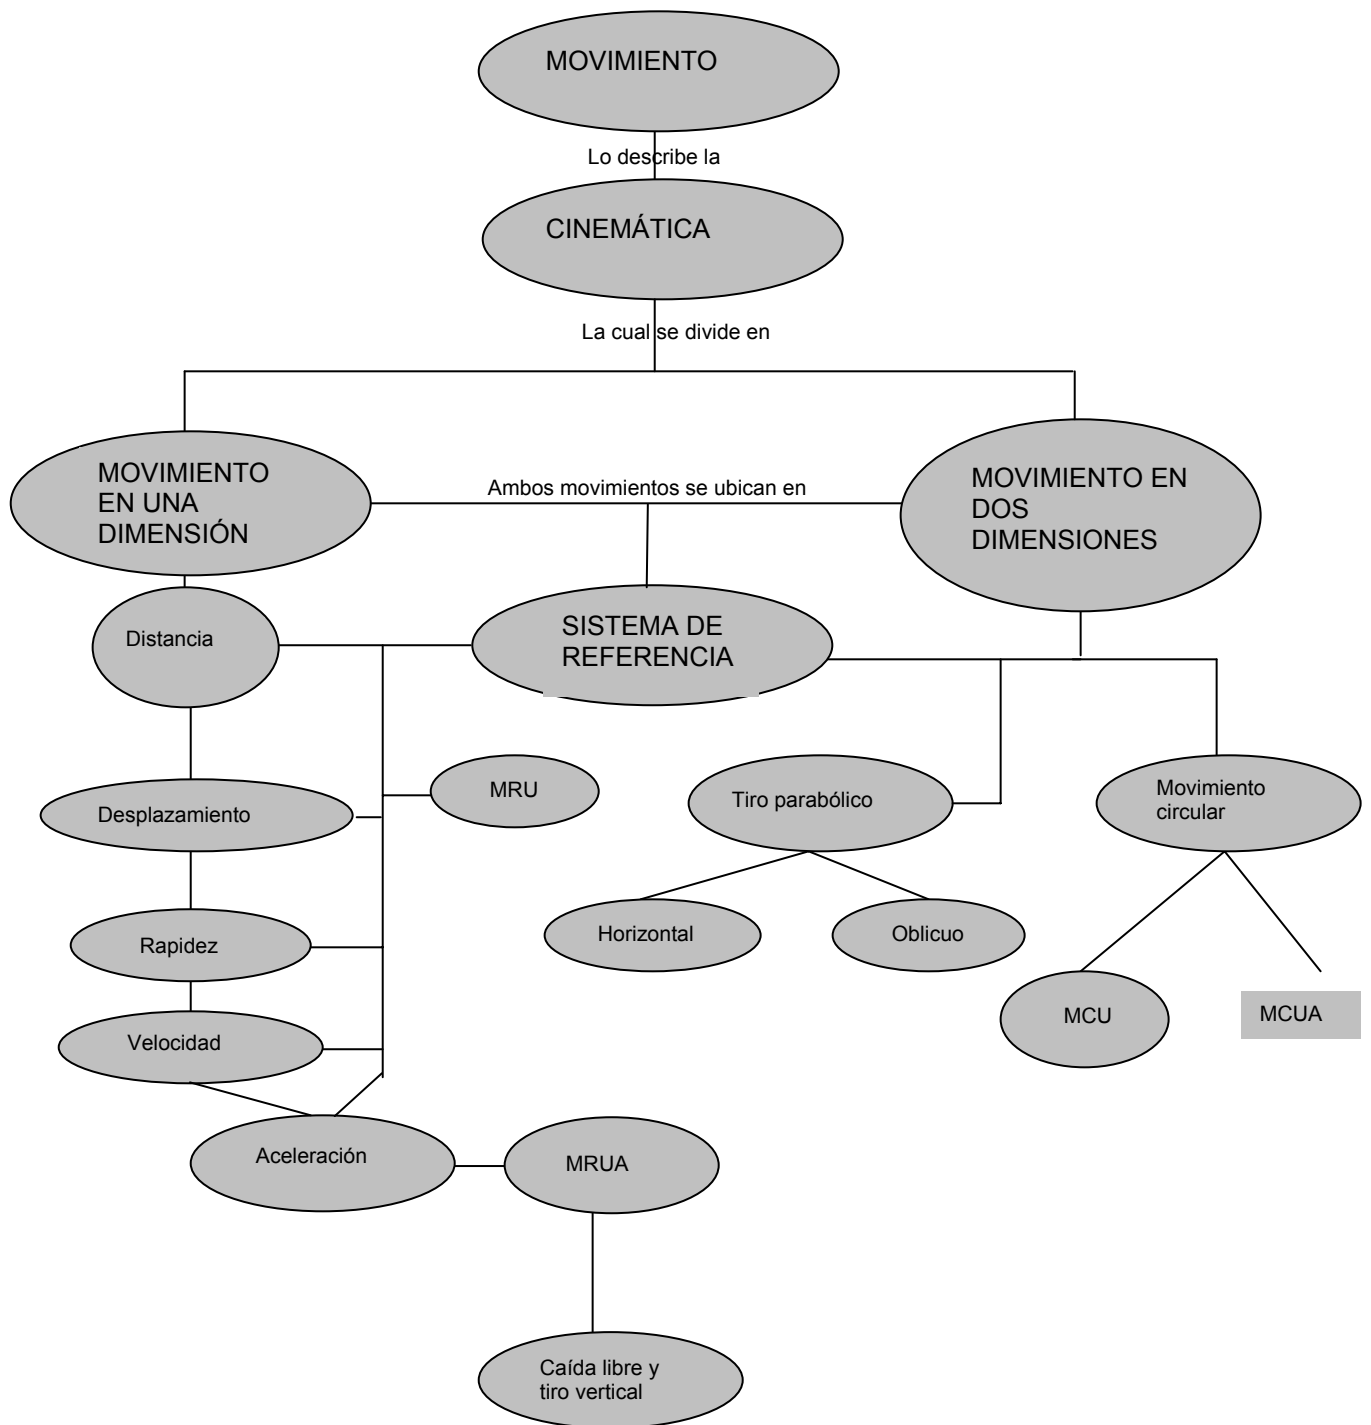 MOVIMIENTO
Lo describe la
CINEMÁTICA
La cual se divide en
MOVIMIENTO
EN UNA
DIMENSIÓN
Ambos movimientos se ubican en
MOVIMIENTO EN
DOS
DIMENSIONES
Distancia
SISTEMA DE
REFERENCIA
MRU
Tiro parabólico
Movimiento
circular
Desplazamiento
Rapidez
Horizontal
Oblicuo
Velocidad
MCU
MCUA
Aceleración
MRUA
Caída libre y
tiro vertical